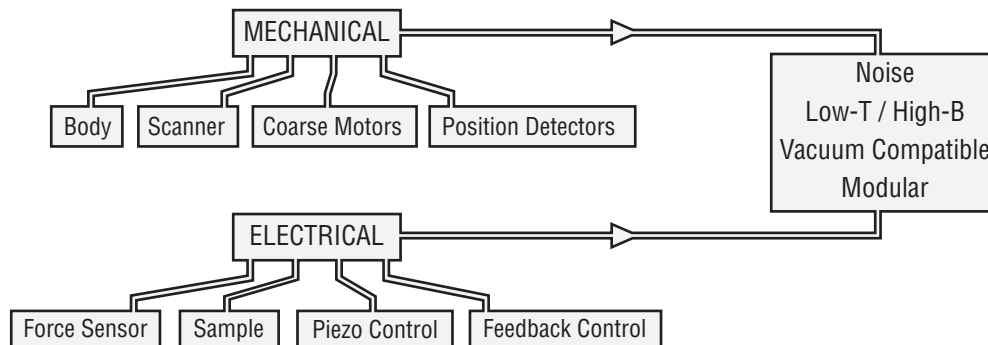 MECHANICAL
Body
Scanner
Coarse Motors
Position Detectors
Noise
Low-T / High-B
Vacuum Compatible
Modular
ELECTRICAL
Force Sensor
Sample
Piezo Control
Feedback Control